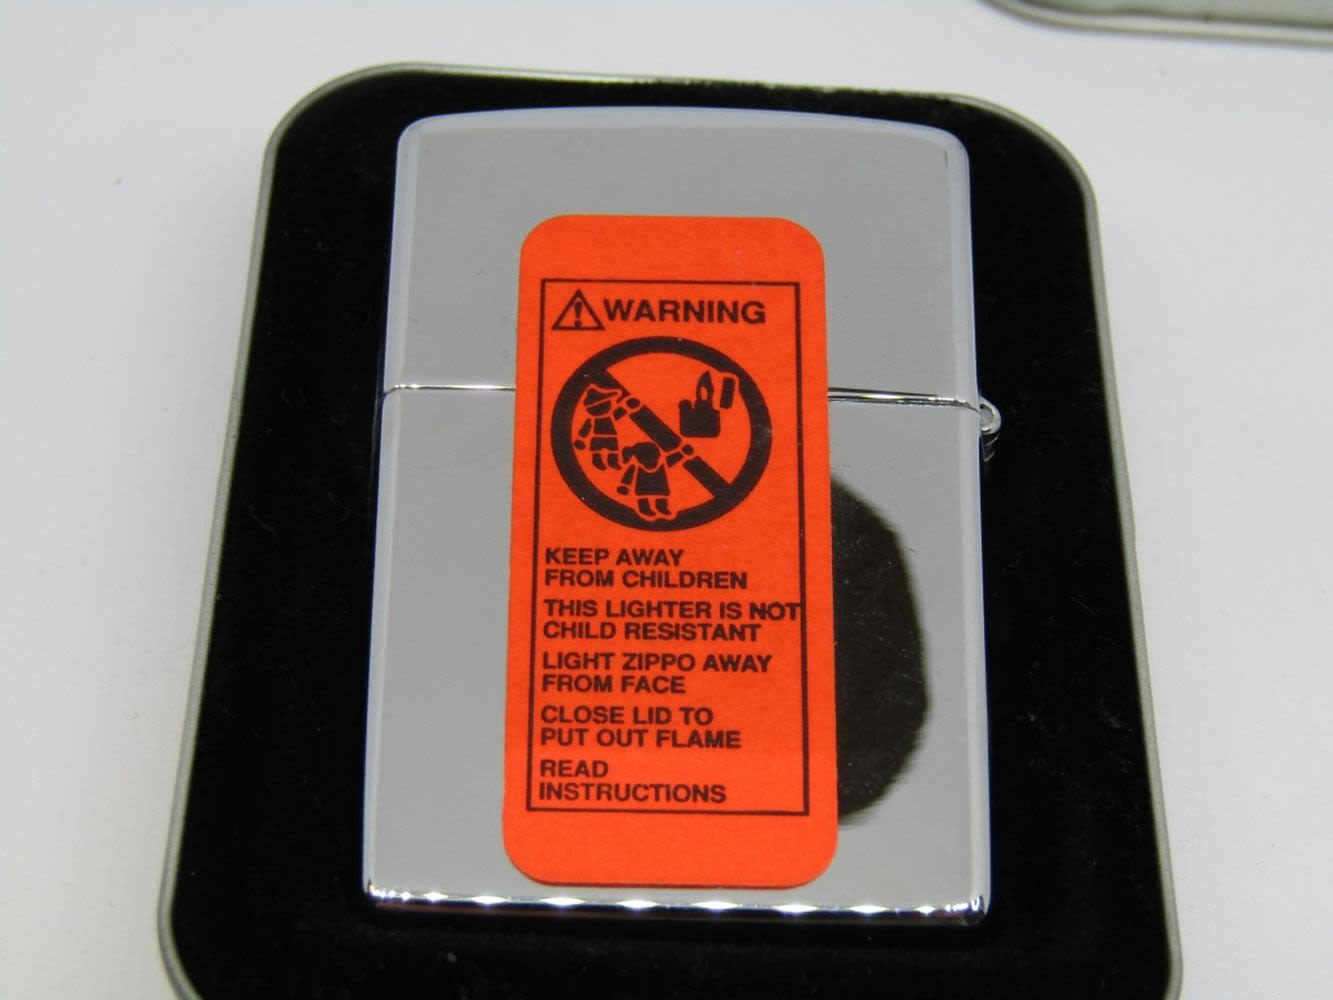 WARNING
KEEP AWAY
FROM CHILDREN
THIS LIGHTER IS NOT
CHILD RESISTANT
LIGHT ZIPPO AWAY
FROM FACE
CLOSE LID TO
PUT OUT FLAME
READ
INSTRUCTIONS